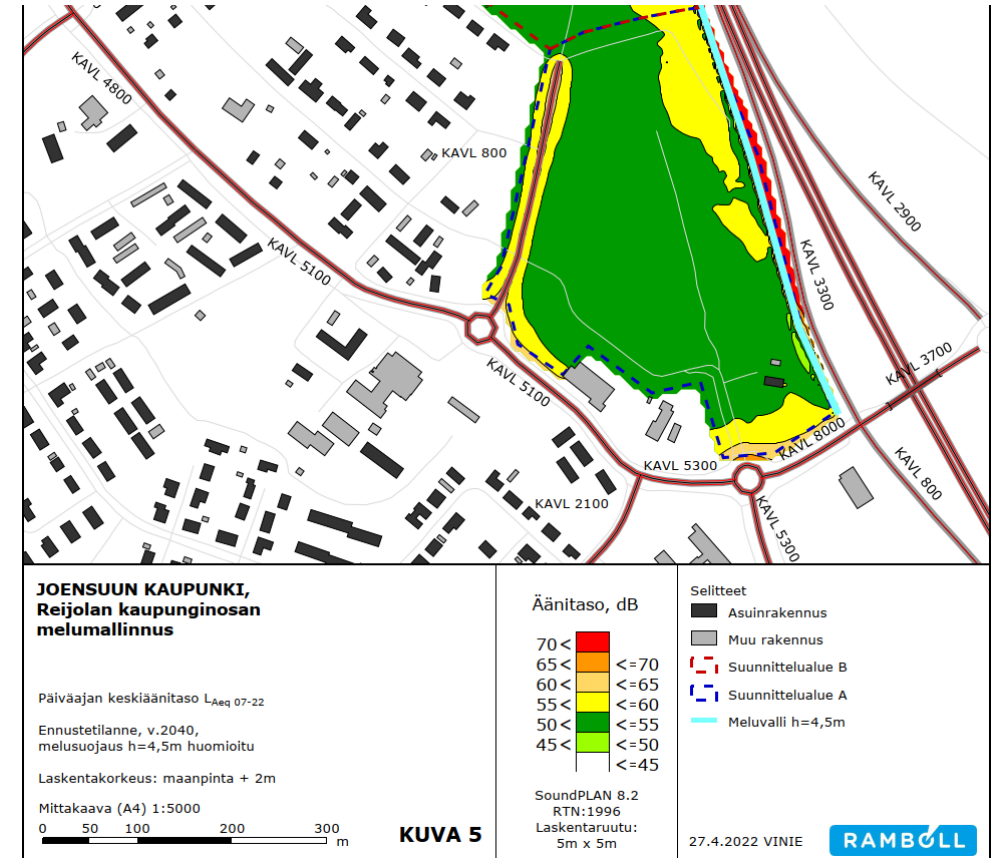 KAVL 4800
KAVL 800
KAVL 2900
KAVL 5100
KAVL 3300
KAVL 3700
KAVL 5100
KAVL 8000
KAVL 5300
KAVL 800
KAVL 2100
KAVL 5300
JOENSUUN KAUPUNKI,
Reijolan kaupunginosan
melumallinnus
Päiväajan keskiäänitaso LAeq 07-22
Ennustetilanne, v.2040,
melusuojaus h=4,5m huomioitu
Laskentakorkeus: maanpinta + 2m
Mittakaava (A4) 1:5000
0 50 100 200 300
m
KUVA 5
Äänitaso, dB
70 <
65 < <=70
60 < <=65
55 < <=60
50 < <=55
45 < <=50
<=45
SoundPLAN 8.2
RTN:1996
Laskentaruutu:
5m x 5m
Selitteet
Asuinrakennus
Muu rakennus
Suunnittelualue B
Suunnittelualue A
Meluvalli h=4,5m
27.4.2022 VINIE
RAMBOLL